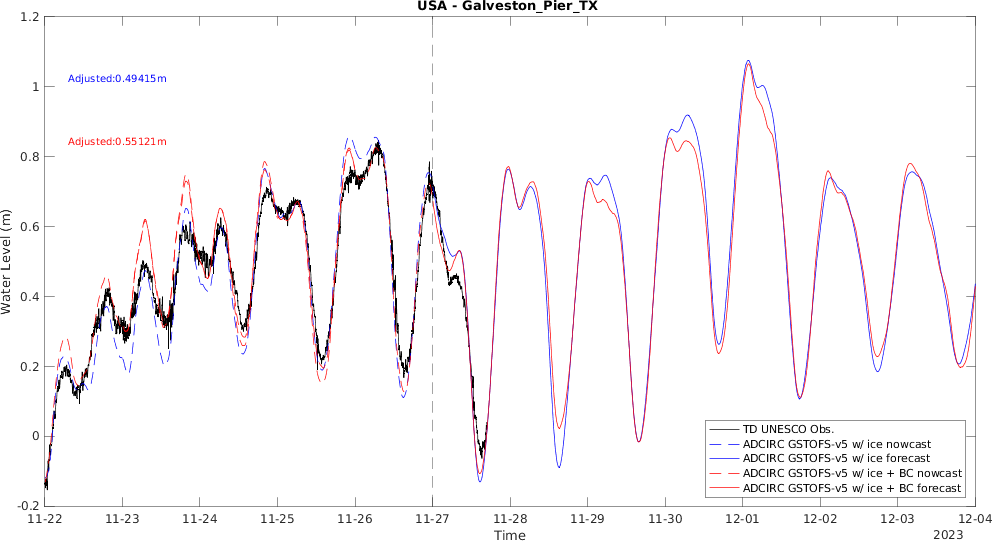 USA - Galveston_Pier_TX
1.2
1
0.8
0.6
0.4
0.2
0
-0.2
Water Level (m)
Adjusted:0.49415m
Adjusted:0.55121m
TD UNESCO Obs.
ADCIRC GSTOFS-v5 w/ ice nowcast
ADCIRC GSTOFS-v5 w/ ice forecast
ADCIRC GSTOFS-v5 w/ ice + BC nowcast
ADCIRC GSTOFS-v5 w/ ice + BC forecast
11-22 11-23 11-24 11-25 11-26 11-27 11-28 11-29 11-30 12-01 12-02 12-03 12-04
Time
2023